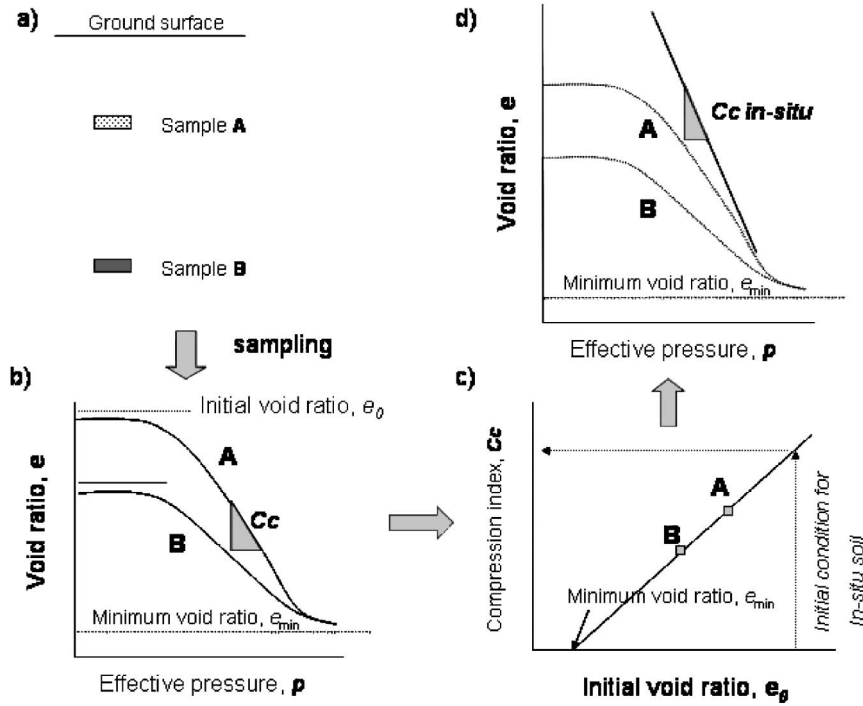 a)
Ground surface
Sample A
Sample B
sampling
b)
Initial void ratio, e0
Void ratio, e
A
Cc
B
Minimum void ratio, emin
Effective pressure, p
c)
Compression index, Cc
A
B
Minimum void ratio, emin
Initial condition for
In-situ soil
Initial void ratio, e0
d)
Void ratio, e
A
Cc in-situ
B
Minimum void ratio, emin
Effective pressure, p